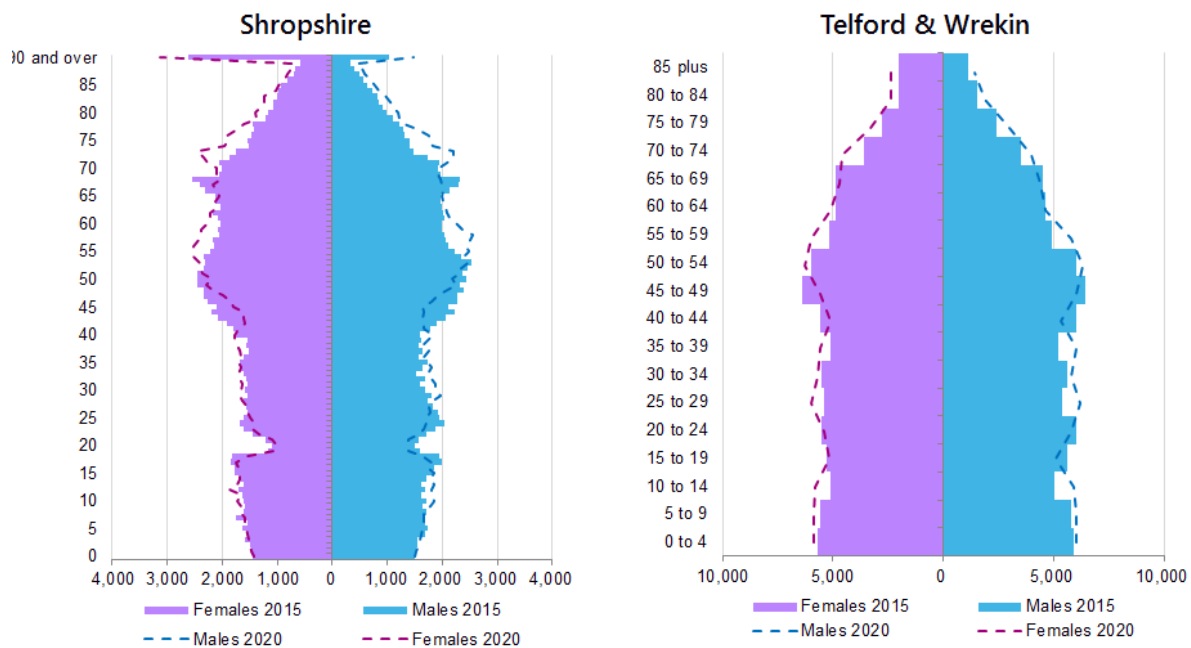 Shropshire
90 and over
85
80
75
70
65
60
55
50
45
40
35
30
25
20
15
10
5
0
4,000 3,000 2,000 1,000 0 1,000 2,000 3,000 4,000
Females 2015 Males 2015
Males 2020 Females 2020
Telford & Wrekin
85 plus
80 to 84
75 to 79
70 to 74
65 to 69
60 to 64
55 to 59
50 to 54
45 to 49
40 to 44
35 to 39
30 to 34
25 to 29
20 to 24
15 to 19
10 to 14
5 to 9
0 to 4
10,000 5,000 0 5,000 10,000
Females 2015 Males 2015
Males 2020 Females 2020